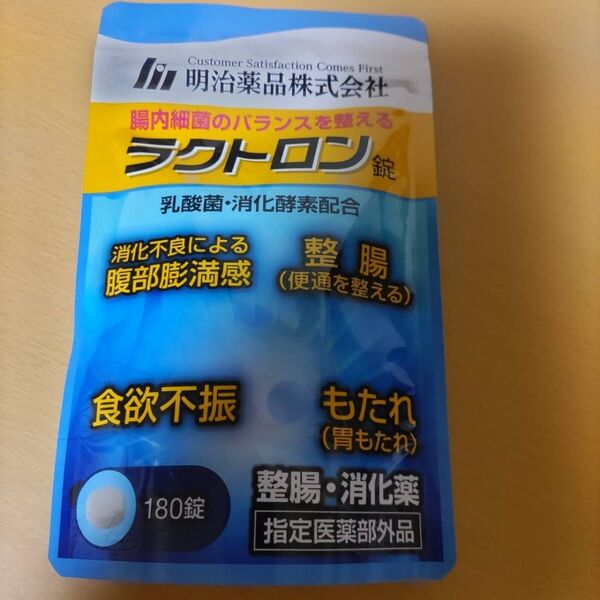 Customer Satisfaction Comes First
明治薬品株式会社
腸内細菌のバランスを整える
ラクトロン錠
乳酸菌・消化酵素配合
消化不良による
腹部膨満感
整腸
(便通を整える)
食欲不振
もたれ
(胃もたれ)
180錠
整腸・消化薬
指定医薬部外品